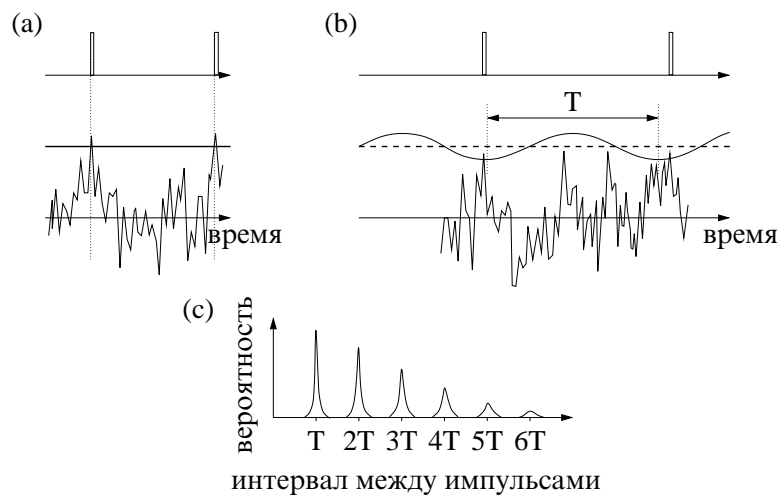 (a)
(b)
T
время
время
(c)
вероятность
T 2T 3T 4T 5T 6T
интервал между импульсами